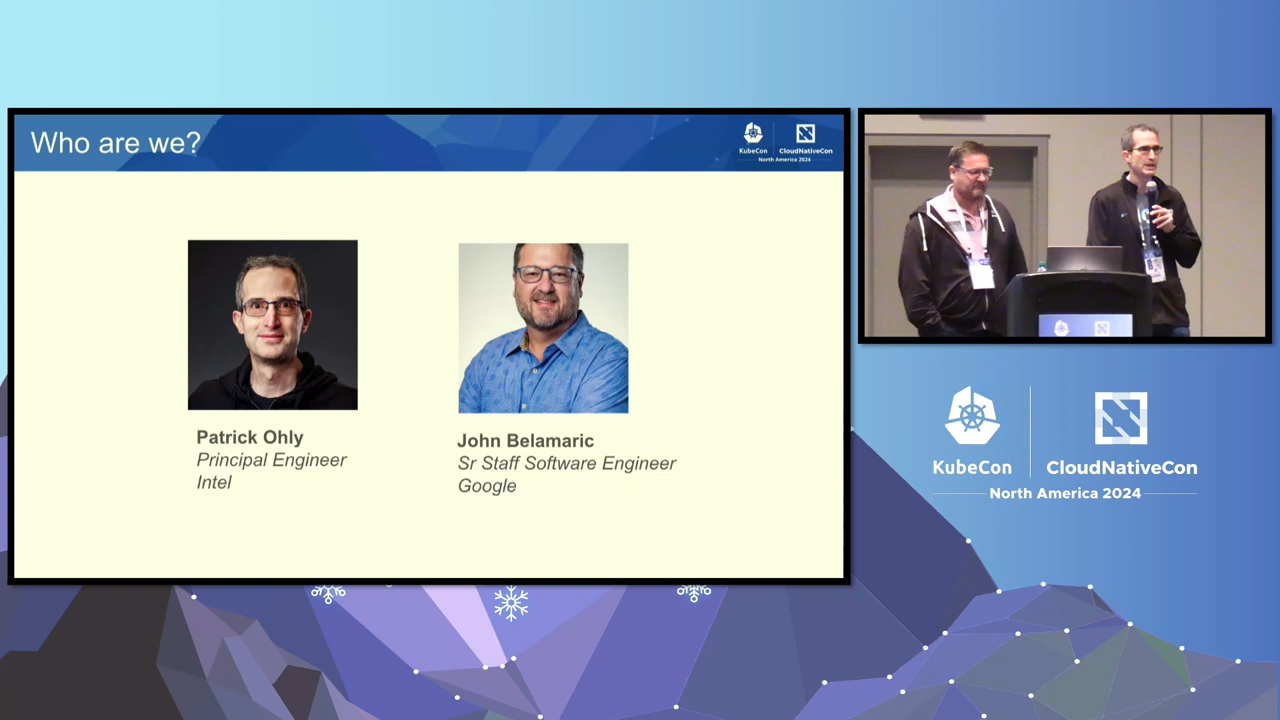 Who are we?
KubeCon
CloudNativeCon
North America 2024
Patrick Ohly
Principal Engineer
Intel
John Belamaric
Sr Staff Software Engineer
Google
KubeCon
CloudNativeCon
North America 2024